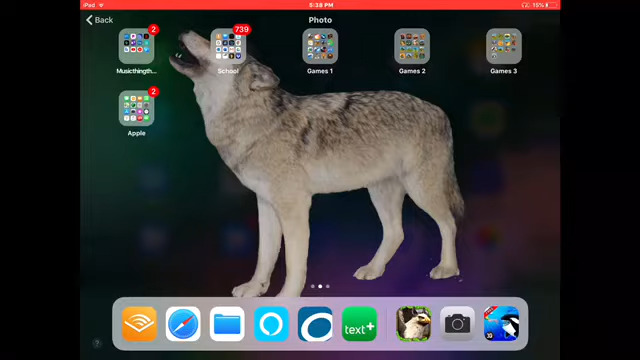 iPad 5:38 PM 15%
Back Photo
2 739
Musicthingth... School Games 1 Games 2 Games 3
2
Apple
text+
3D
?